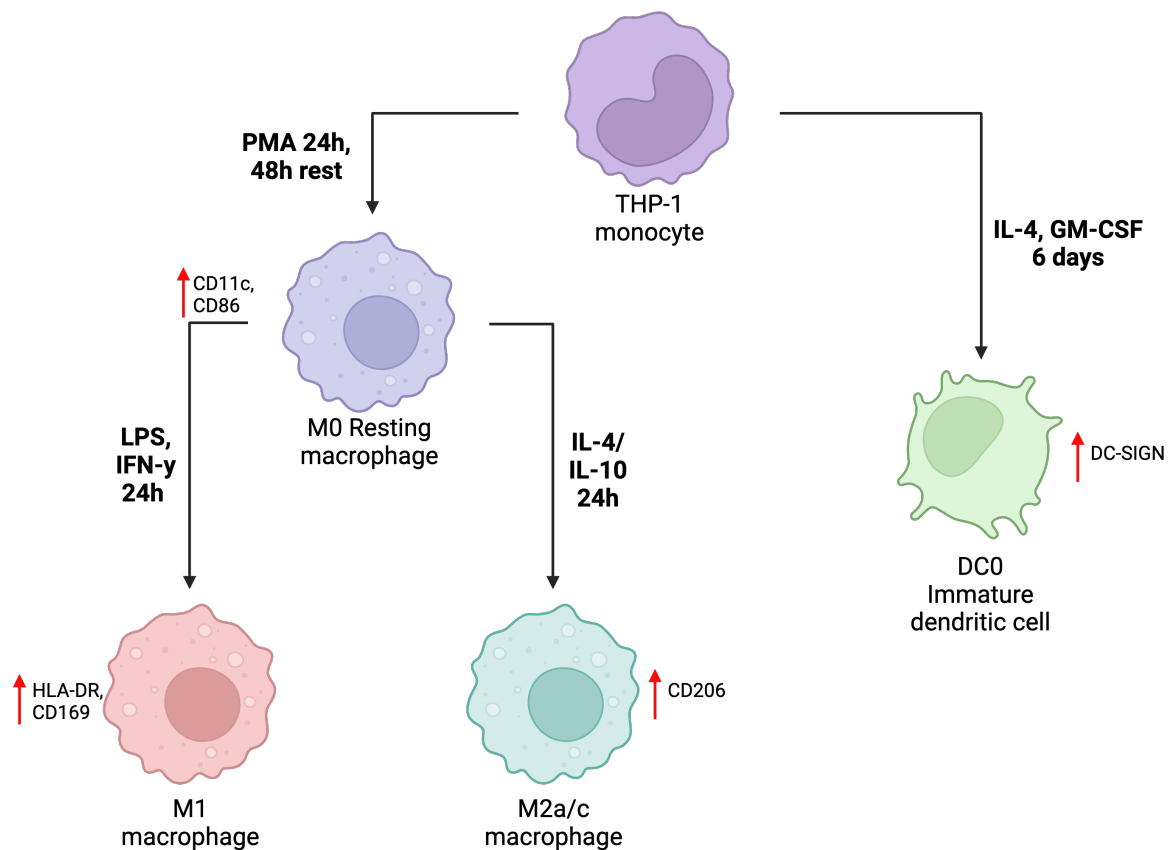 THP-1
monocyte
PMA 24h,
48h rest
IL-4, GM-CSF
6 days
CD11c,
CD86
M0 Resting
macrophage
LPS,
IFN-y
24h
IL-4/
IL-10
24h
DC-SIGN
DC0
Immature
dendritic cell
HLA-DR,
CD169
CD206
M1
macrophage
M2a/c
macrophage